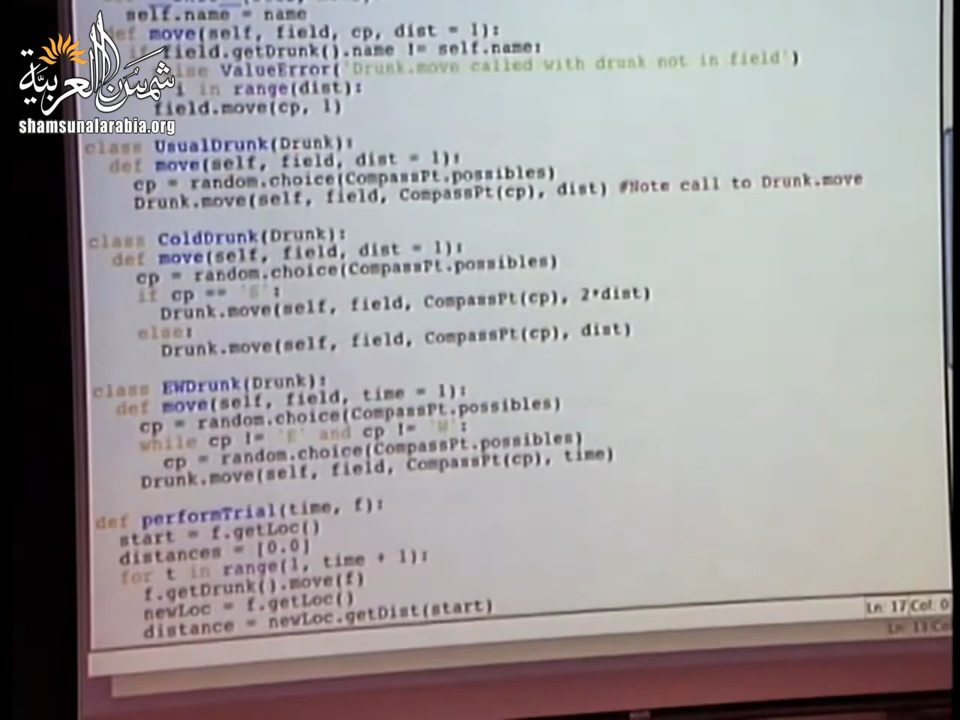 شمس العربية
shamsunalarabia.org
self.name = name
def move(self, field, cp, dist = 1):
if field.getDrunk().name != self.name:
raise ValueError('Drunk.move called with drunk not in field')
i in range(dist):
field.move(cp, 1)
class UsualDrunk(Drunk):
def move(self, field, dist = 1):
cp = random.choice(CompassPt.possibles)
Drunk.move(self, field, CompassPt(cp), dist) #Note call to Drunk.move
class ColdDrunk(Drunk):
def move(self, field, dist = 1):
cp = random.choice(CompassPt.possibles)
if cp == 'S':
Drunk.move(self, field, CompassPt(cp), 2*dist)
else:
Drunk.move(self, field, CompassPt(cp), dist)
class EWDrunk(Drunk):
def move(self, field, time = 1):
cp = random.choice(CompassPt.possibles)
while cp != 'E' and cp != 'W':
cp = random.choice(CompassPt.possibles)
Drunk.move(self, field, CompassPt(cp), time)
def performTrial(time, f):
start = f.getLoc()
distances = [0.0]
for t in range(1, time + 1):
f.getDrunk().move(f)
newLoc = f.getLoc()
distance = newLoc.getDist(start)
Ln: 17 Col: 0
Ln: 13 Co